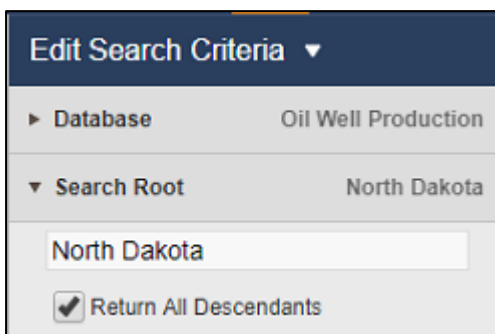 Edit Search Criteria
Database Oil Well Production
Search Root North Dakota
North Dakota
Return All Descendants